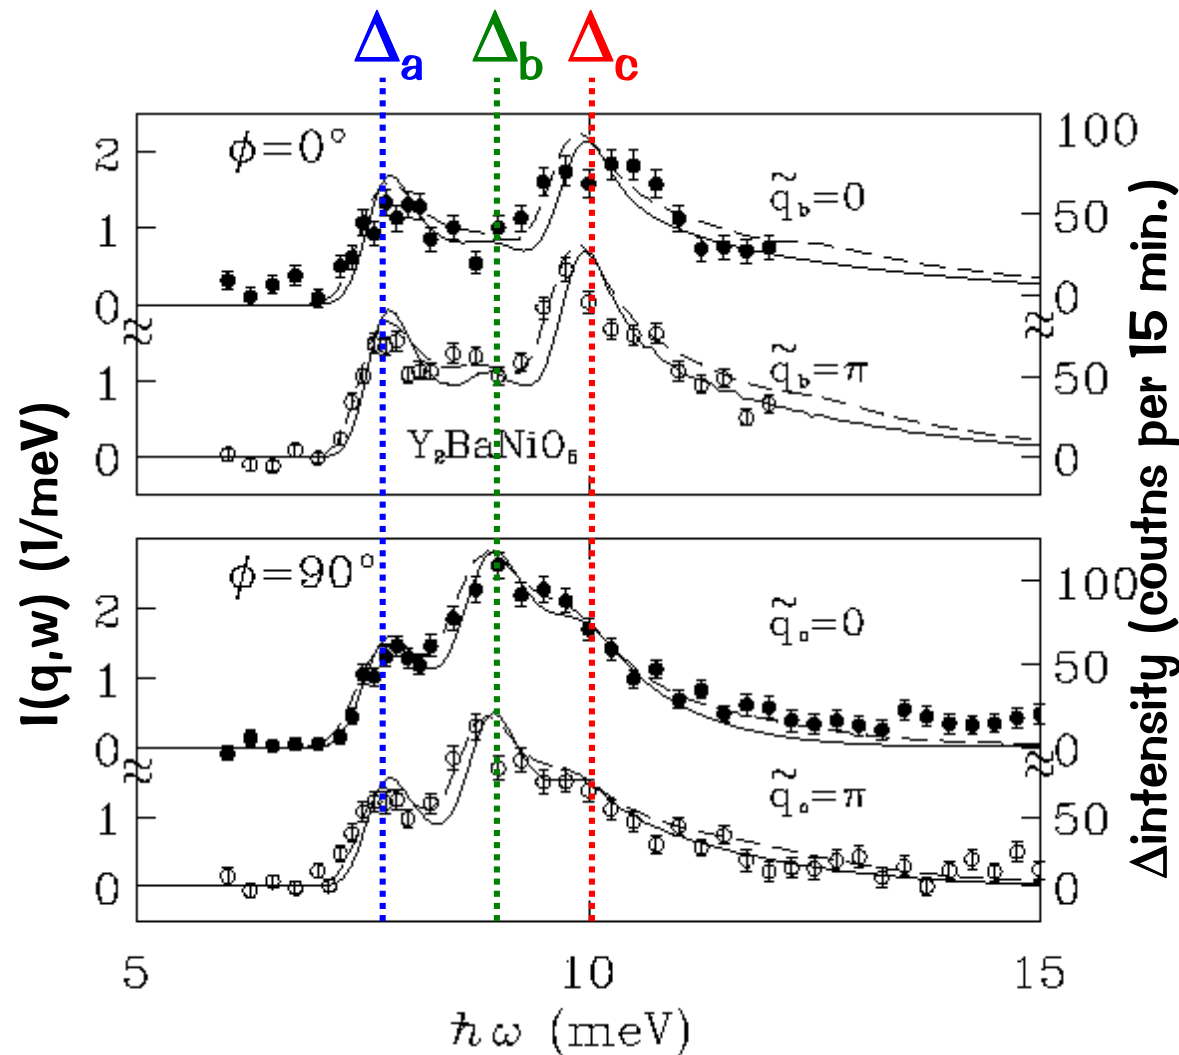 Δa Δb Δc
ϕ=0°
q̃b=0
q̃b=π
Y2BaNiO5
2
1
0
1
0
100
50
0
50
0
ϕ=90°
q̃a=0
q̃a=π
2
1
0
1
0
100
50
0
50
0
5 10 15
ħω (meV)
I(q,w) (1/meV)
Δintensity (coutns per 15 min.)